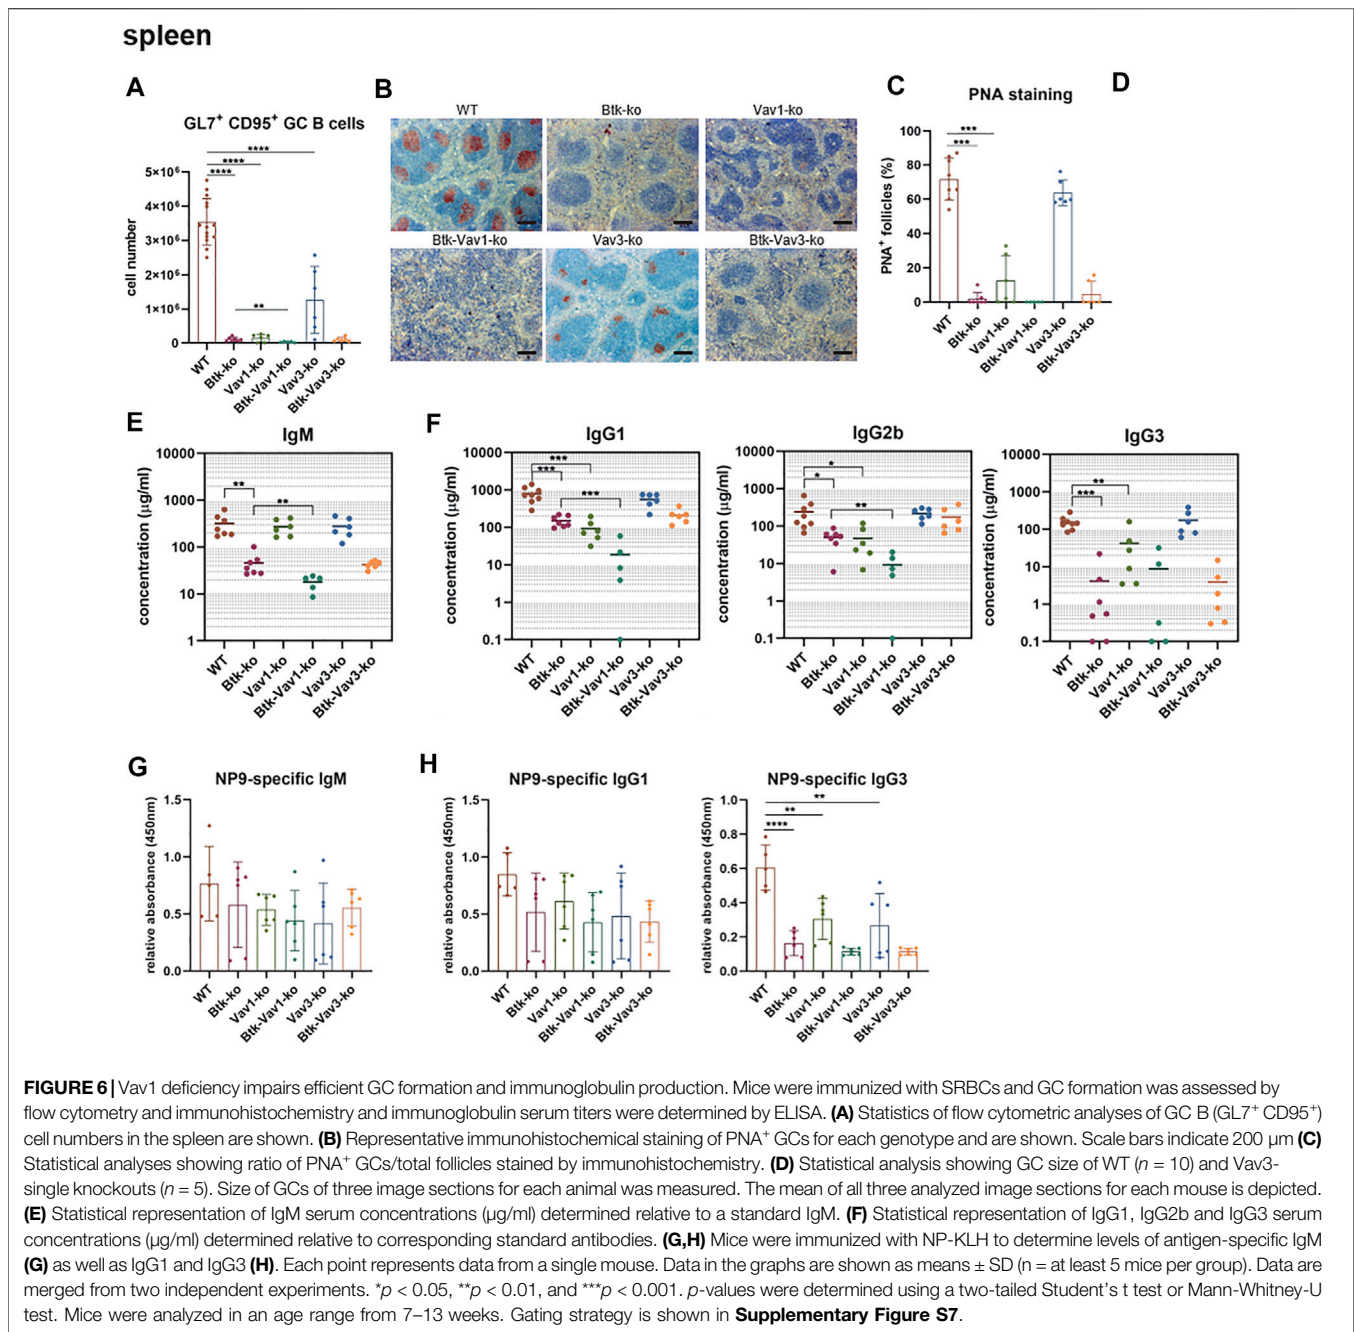 spleen
A
GL7⁺ CD95⁺ GC B cells
cell number
5×10⁶
4×10⁶
3×10⁶
2×10⁶
1×10⁶
0
****
****
****
**
WT
Btk-ko
Vav1-ko
Btk-Vav1-ko
Vav3-ko
Btk-Vav3-ko
B
WT
Btk-ko
Vav1-ko
Btk-Vav1-ko
Vav3-ko
Btk-Vav3-ko
C
PNA staining
PNA⁺ follicles (%)
100
80
60
40
20
0
***
***
WT
Btk-ko
Vav1-ko
Btk-Vav1-ko
Vav3-ko
Btk-Vav3-ko
D
E
IgM
concentration (µg/ml)
10000
1000
100
10
1
**
**
WT
Btk-ko
Vav1-ko
Btk-Vav1-ko
Vav3-ko
Btk-Vav3-ko
F
IgG1
concentration (µg/ml)
10000
1000
100
10
1
0.1
***
***
***
WT
Btk-ko
Vav1-ko
Btk-Vav1-ko
Vav3-ko
Btk-Vav3-ko
IgG2b
concentration (µg/ml)
10000
1000
100
10
1
0.1
*
*
**
WT
Btk-ko
Vav1-ko
Btk-Vav1-ko
Vav3-ko
Btk-Vav3-ko
IgG3
concentration (µg/ml)
10000
1000
100
10
1
0.1
**
***
WT
Btk-ko
Vav1-ko
Btk-Vav1-ko
Vav3-ko
Btk-Vav3-ko
G
NP9-specific IgM
relative absorbance (450nm)
1.5
1.0
0.5
0.0
WT
Btk-ko
Vav1-ko
Btk-Vav1-ko
Vav3-ko
Btk-Vav3-ko
H
NP9-specific IgG1
relative absorbance (450nm)
1.5
1.0
0.5
0.0
WT
Btk-ko
Vav1-ko
Btk-Vav1-ko
Vav3-ko
Btk-Vav3-ko
NP9-specific IgG3
relative absorbance (450nm)
1.0
0.8
0.6
0.4
0.2
0.0
**
**
****
WT
Btk-ko
Vav1-ko
Btk-Vav1-ko
Vav3-ko
Btk-Vav3-ko
FIGURE 6 | Vav1 deficiency impairs efficient GC formation and immunoglobulin production. Mice were immunized with SRBCs and GC formation was assessed by
flow cytometry and immunohistochemistry and immunoglobulin serum titers were determined by ELISA. (A) Statistics of flow cytometric analyses of GC B (GL7⁺ CD95⁺)
cell numbers in the spleen are shown. (B) Representative immunohistochemical staining of PNA⁺ GCs for each genotype and are shown. Scale bars indicate 200 µm (C)
Statistical analyses showing ratio of PNA⁺ GCs/total follicles stained by immunohistochemistry. (D) Statistical analysis showing GC size of WT (n = 10) and Vav3-
single knockouts (n = 5). Size of GCs of three image sections for each animal was measured. The mean of all three analyzed image sections for each mouse is depicted.
(E) Statistical representation of IgM serum concentrations (µg/ml) determined relative to a standard IgM. (F) Statistical representation of IgG1, IgG2b and IgG3 serum
concentrations (µg/ml) determined relative to corresponding standard antibodies. (G,H) Mice were immunized with NP-KLH to determine levels of antigen-specific IgM
(G) as well as IgG1 and IgG3 (H). Each point represents data from a single mouse. Data in the graphs are shown as means ± SD (n = at least 5 mice per group). Data are
merged from two independent experiments. *p < 0.05, **p < 0.01, and ***p < 0.001. p-values were determined using a two-tailed Student's t test or Mann-Whitney-U
test. Mice were analyzed in an age range from 7–13 weeks. Gating strategy is shown in Supplementary Figure S7.